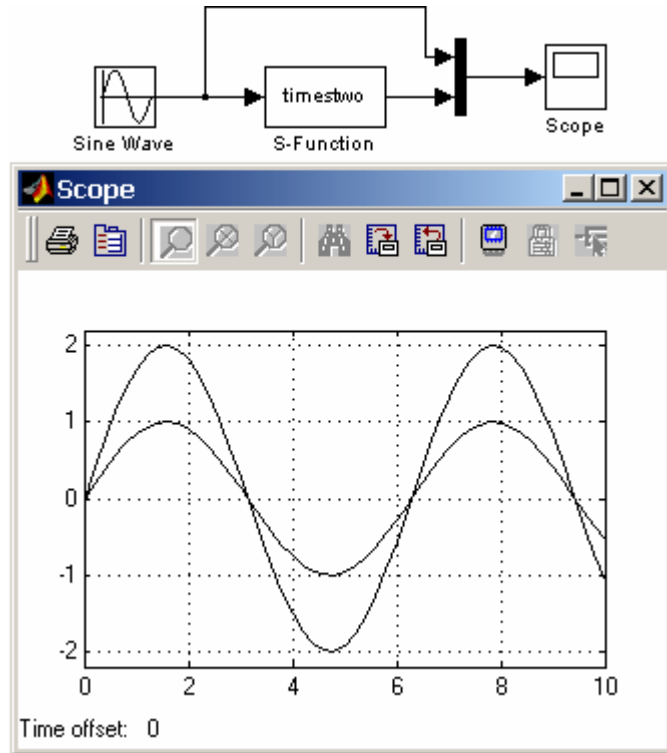 timestwo
Sine Wave
S-Function
Scope
Scope
2
1
0
-1
-2
0 2 4 6 8 10
Time offset: 0